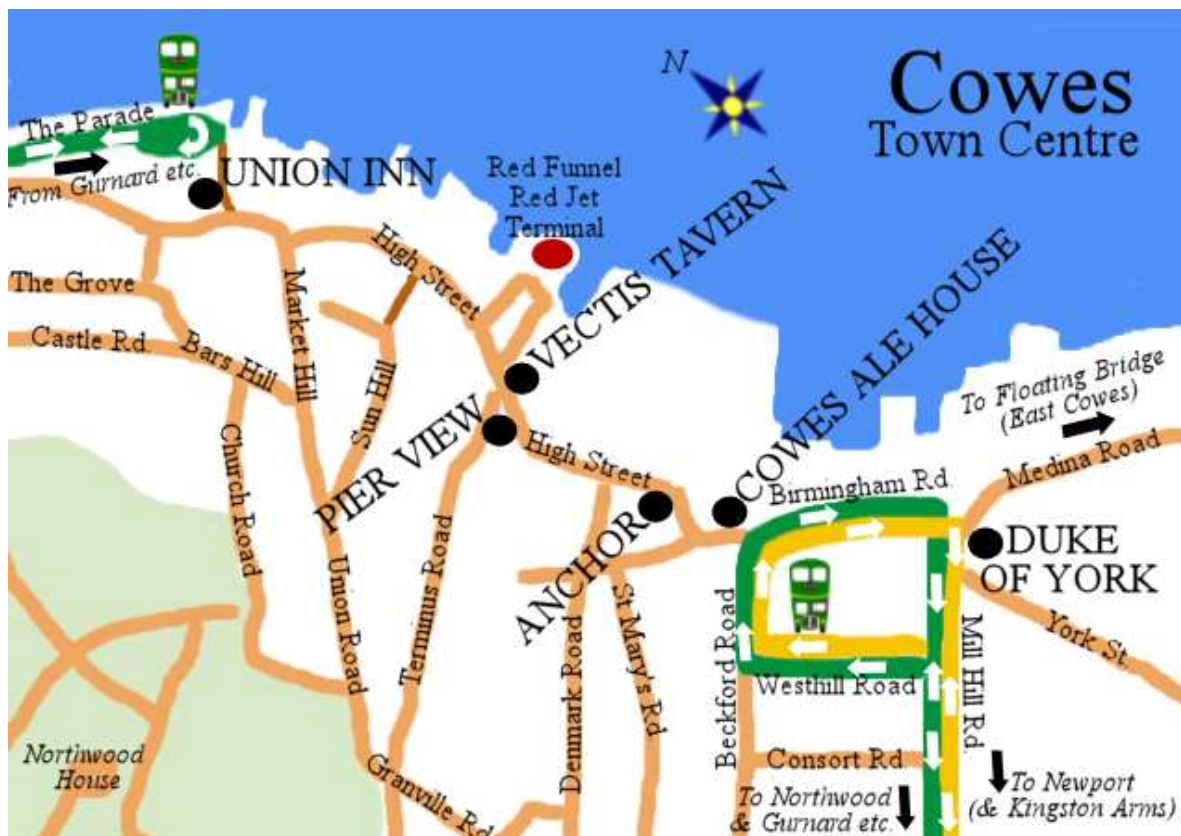 Cowes
Town Centre
N
The Parade
From Gurnard etc.
UNION INN
Red Funnel
Red Jet
Terminal
High Street
VECTIS TAVERN
The Grove
Market Hill
Castle Rd.
Bars Hill
Sun Hill
PIER VIEW
High Street
COWES ALE HOUSE
To Floating Bridge
(East Cowes)
Medina Road
Birmingham Rd.
Church Road
ANCHOR
DUKE
OF YORK
Union Road
Terminus Road
Denmark Road
St Mary's Rd
Beckford Road
Westhill Road
Mill Hill Rd.
York St.
Northwood
House
Granville Rd
Consort Rd
To Northwood
& Gurnard etc.
To Newport
(& Kingston Arms)